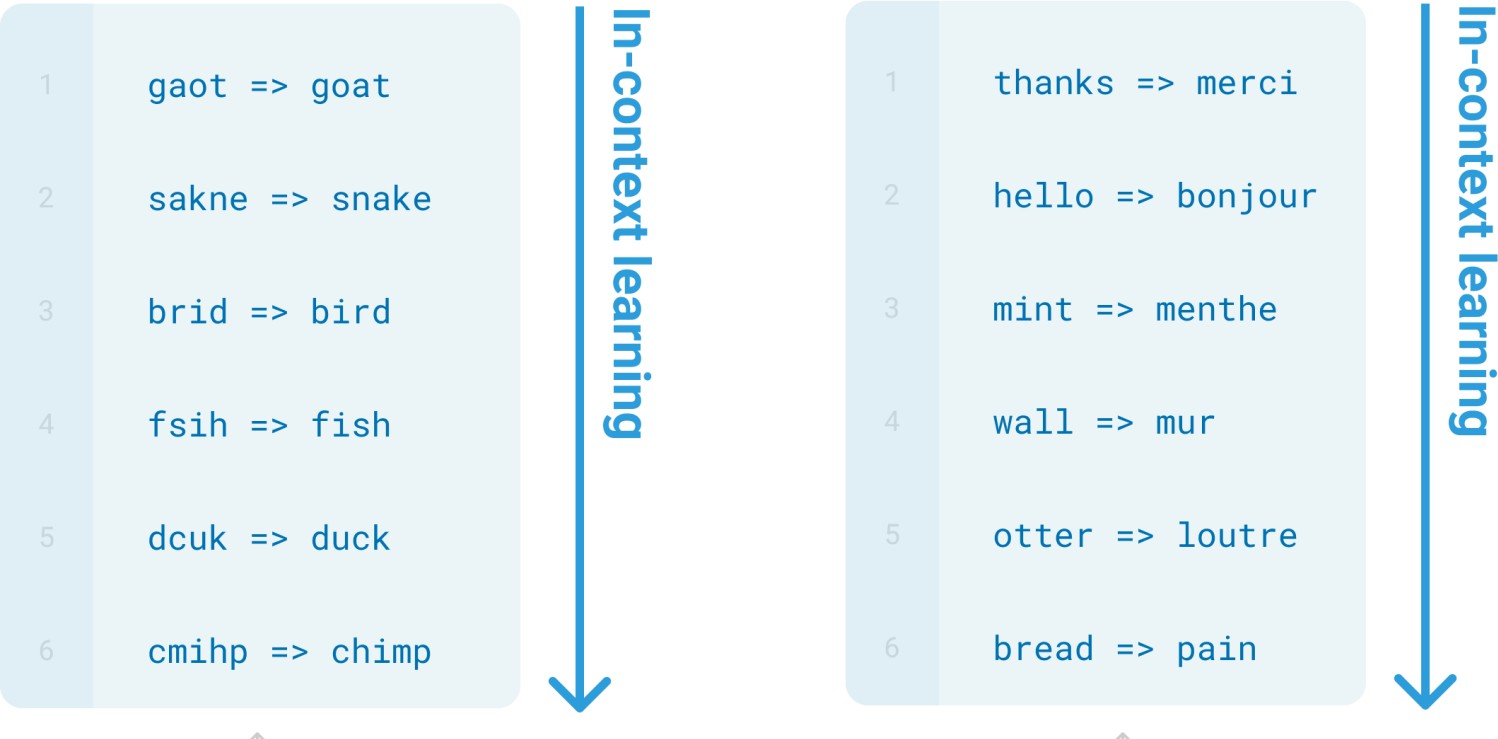 1 gaot => goat
2 sakne => snake
3 brid => bird
4 fsih => fish
5 dcuk => duck
6 cmihp => chimp
In-context learning
1 thanks => merci
2 hello => bonjour
3 mint => menthe
4 wall => mur
5 otter => loutre
6 bread => pain
In-context learning